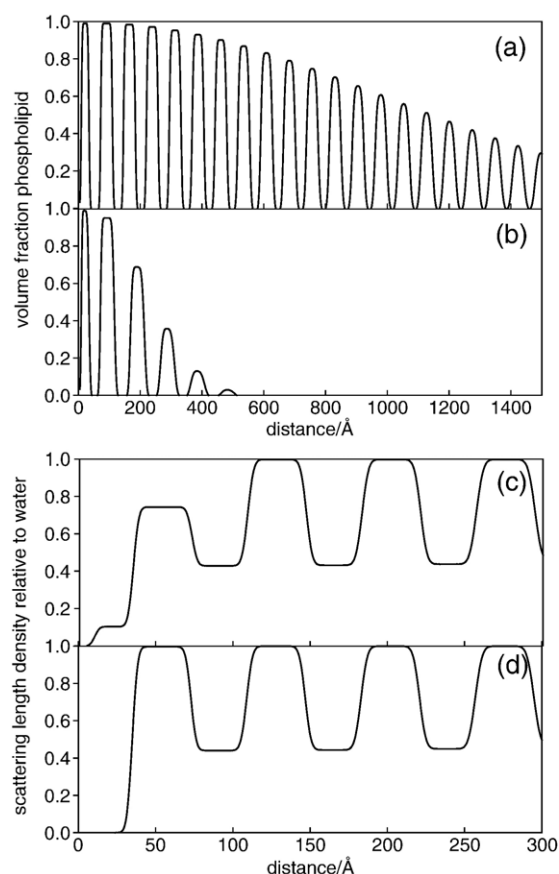 1.0
(a)
0.8
0.6
0.4
0.2
volume fraction phospholipid
1.0
(b)
0.8
0.6
0.4
0.2
0.0
0 200 400 600 800 1000 1200 1400
distance/Å
1.0
(c)
0.8
0.6
0.4
0.2
scattering length density relative to water
1.0
(d)
0.8
0.6
0.4
0.2
0.0
0 50 100 150 200 250 300
distance/Å